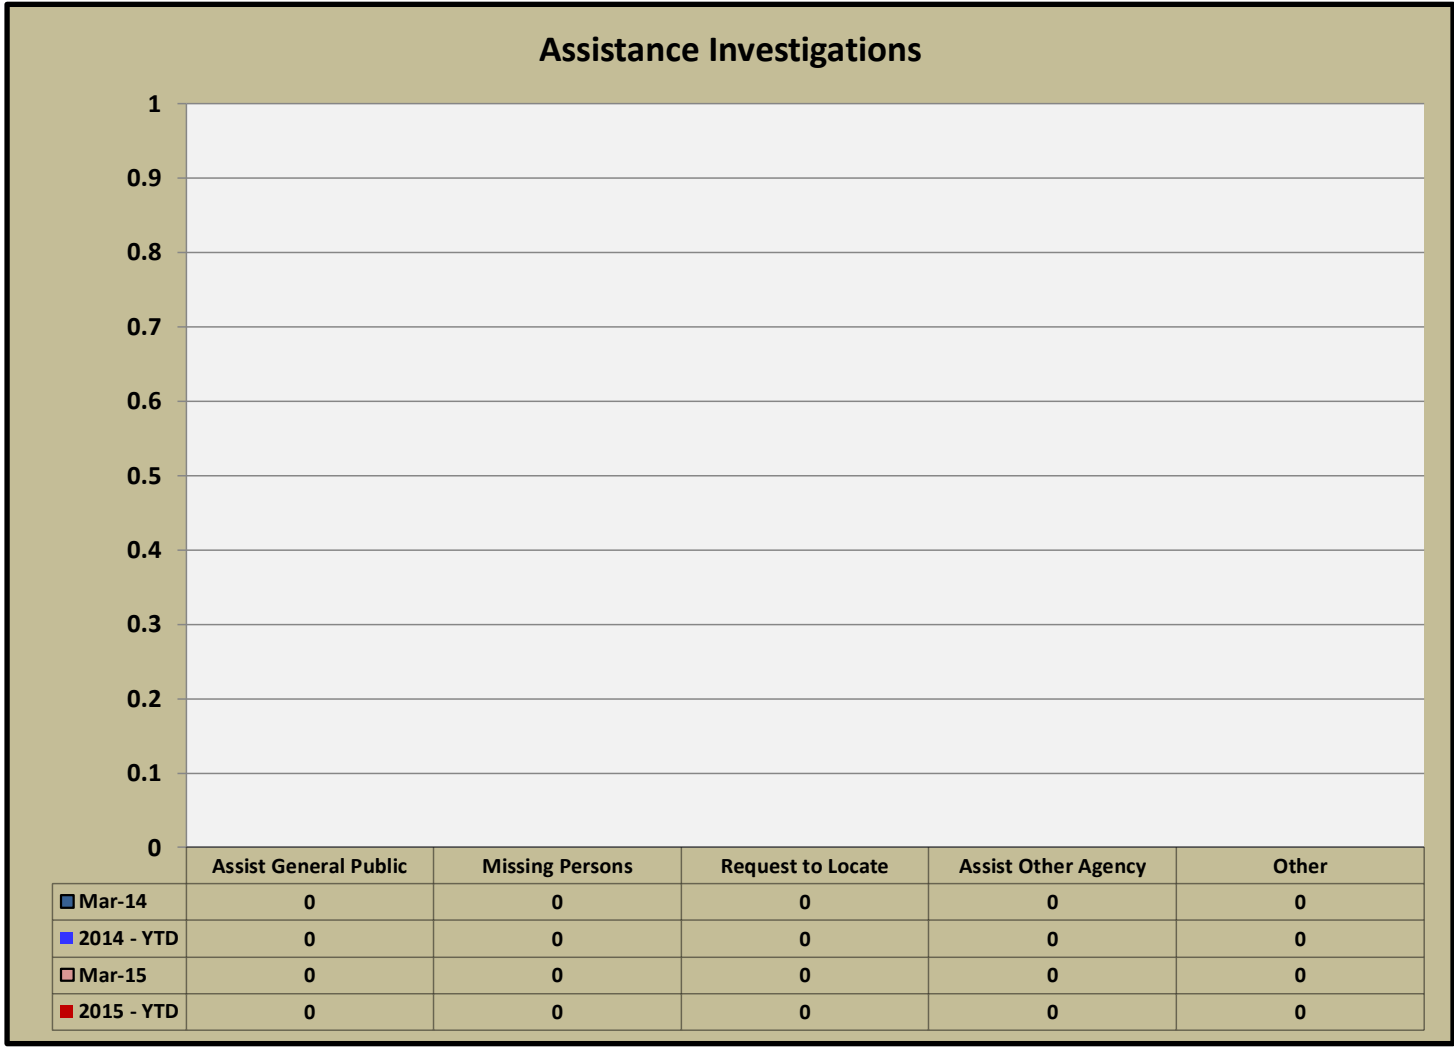 Assistance Investigations
1
0.9
0.8
0.7
0.6
0.5
0.4
0.3
0.2
0.1
0
Assist General Public Missing Persons Request to Locate Assist Other Agency Other
Mar-14 0 0 0 0 0
2014 - YTD 0 0 0 0 0
Mar-15 0 0 0 0 0
2015 - YTD 0 0 0 0 0